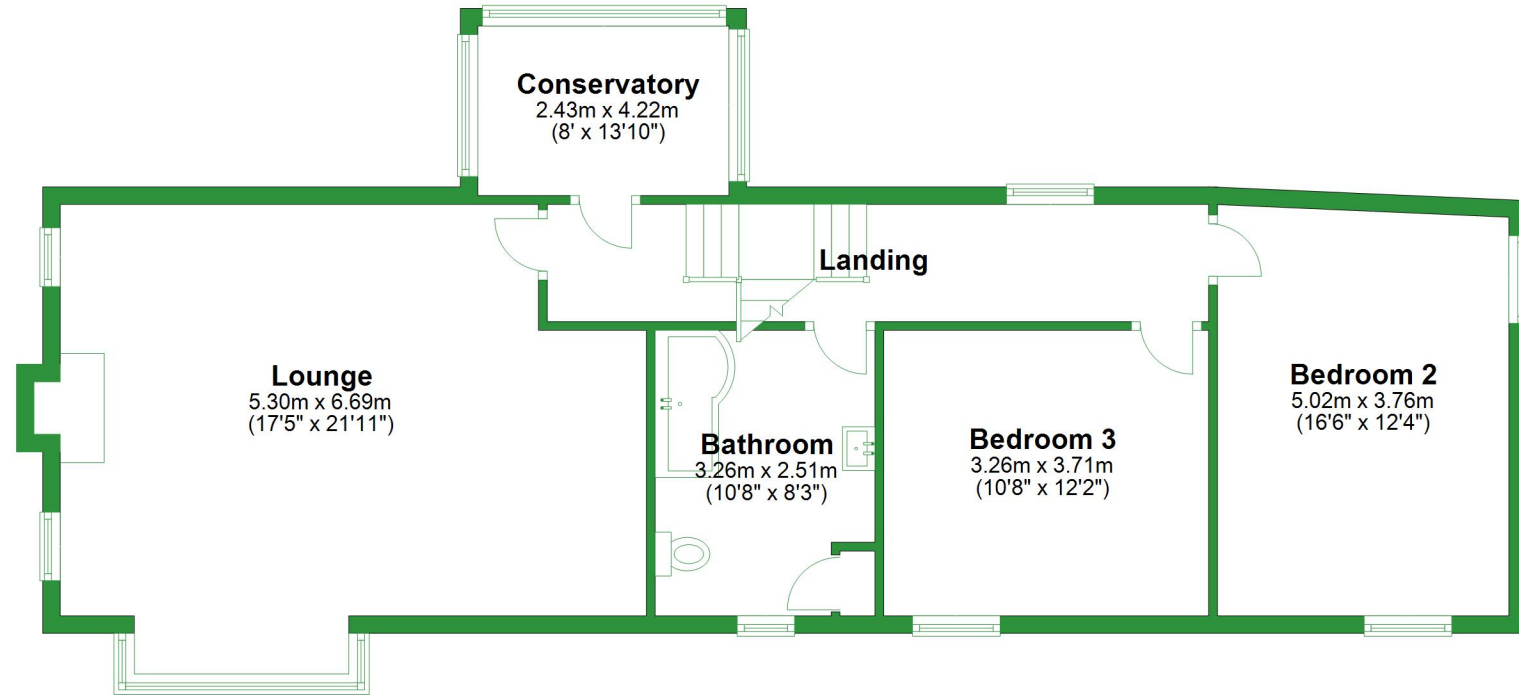 Conservatory
2.43m x 4.22m
(8' x 13'10")
Landing
Lounge
5.30m x 6.69m
(17'5" x 21'11")
Bathroom
3.26m x 2.51m
(10'8" x 8'3")
Bedroom 3
3.26m x 3.71m
(10'8" x 12'2")
Bedroom 2
5.02m x 3.76m
(16'6" x 12'4")